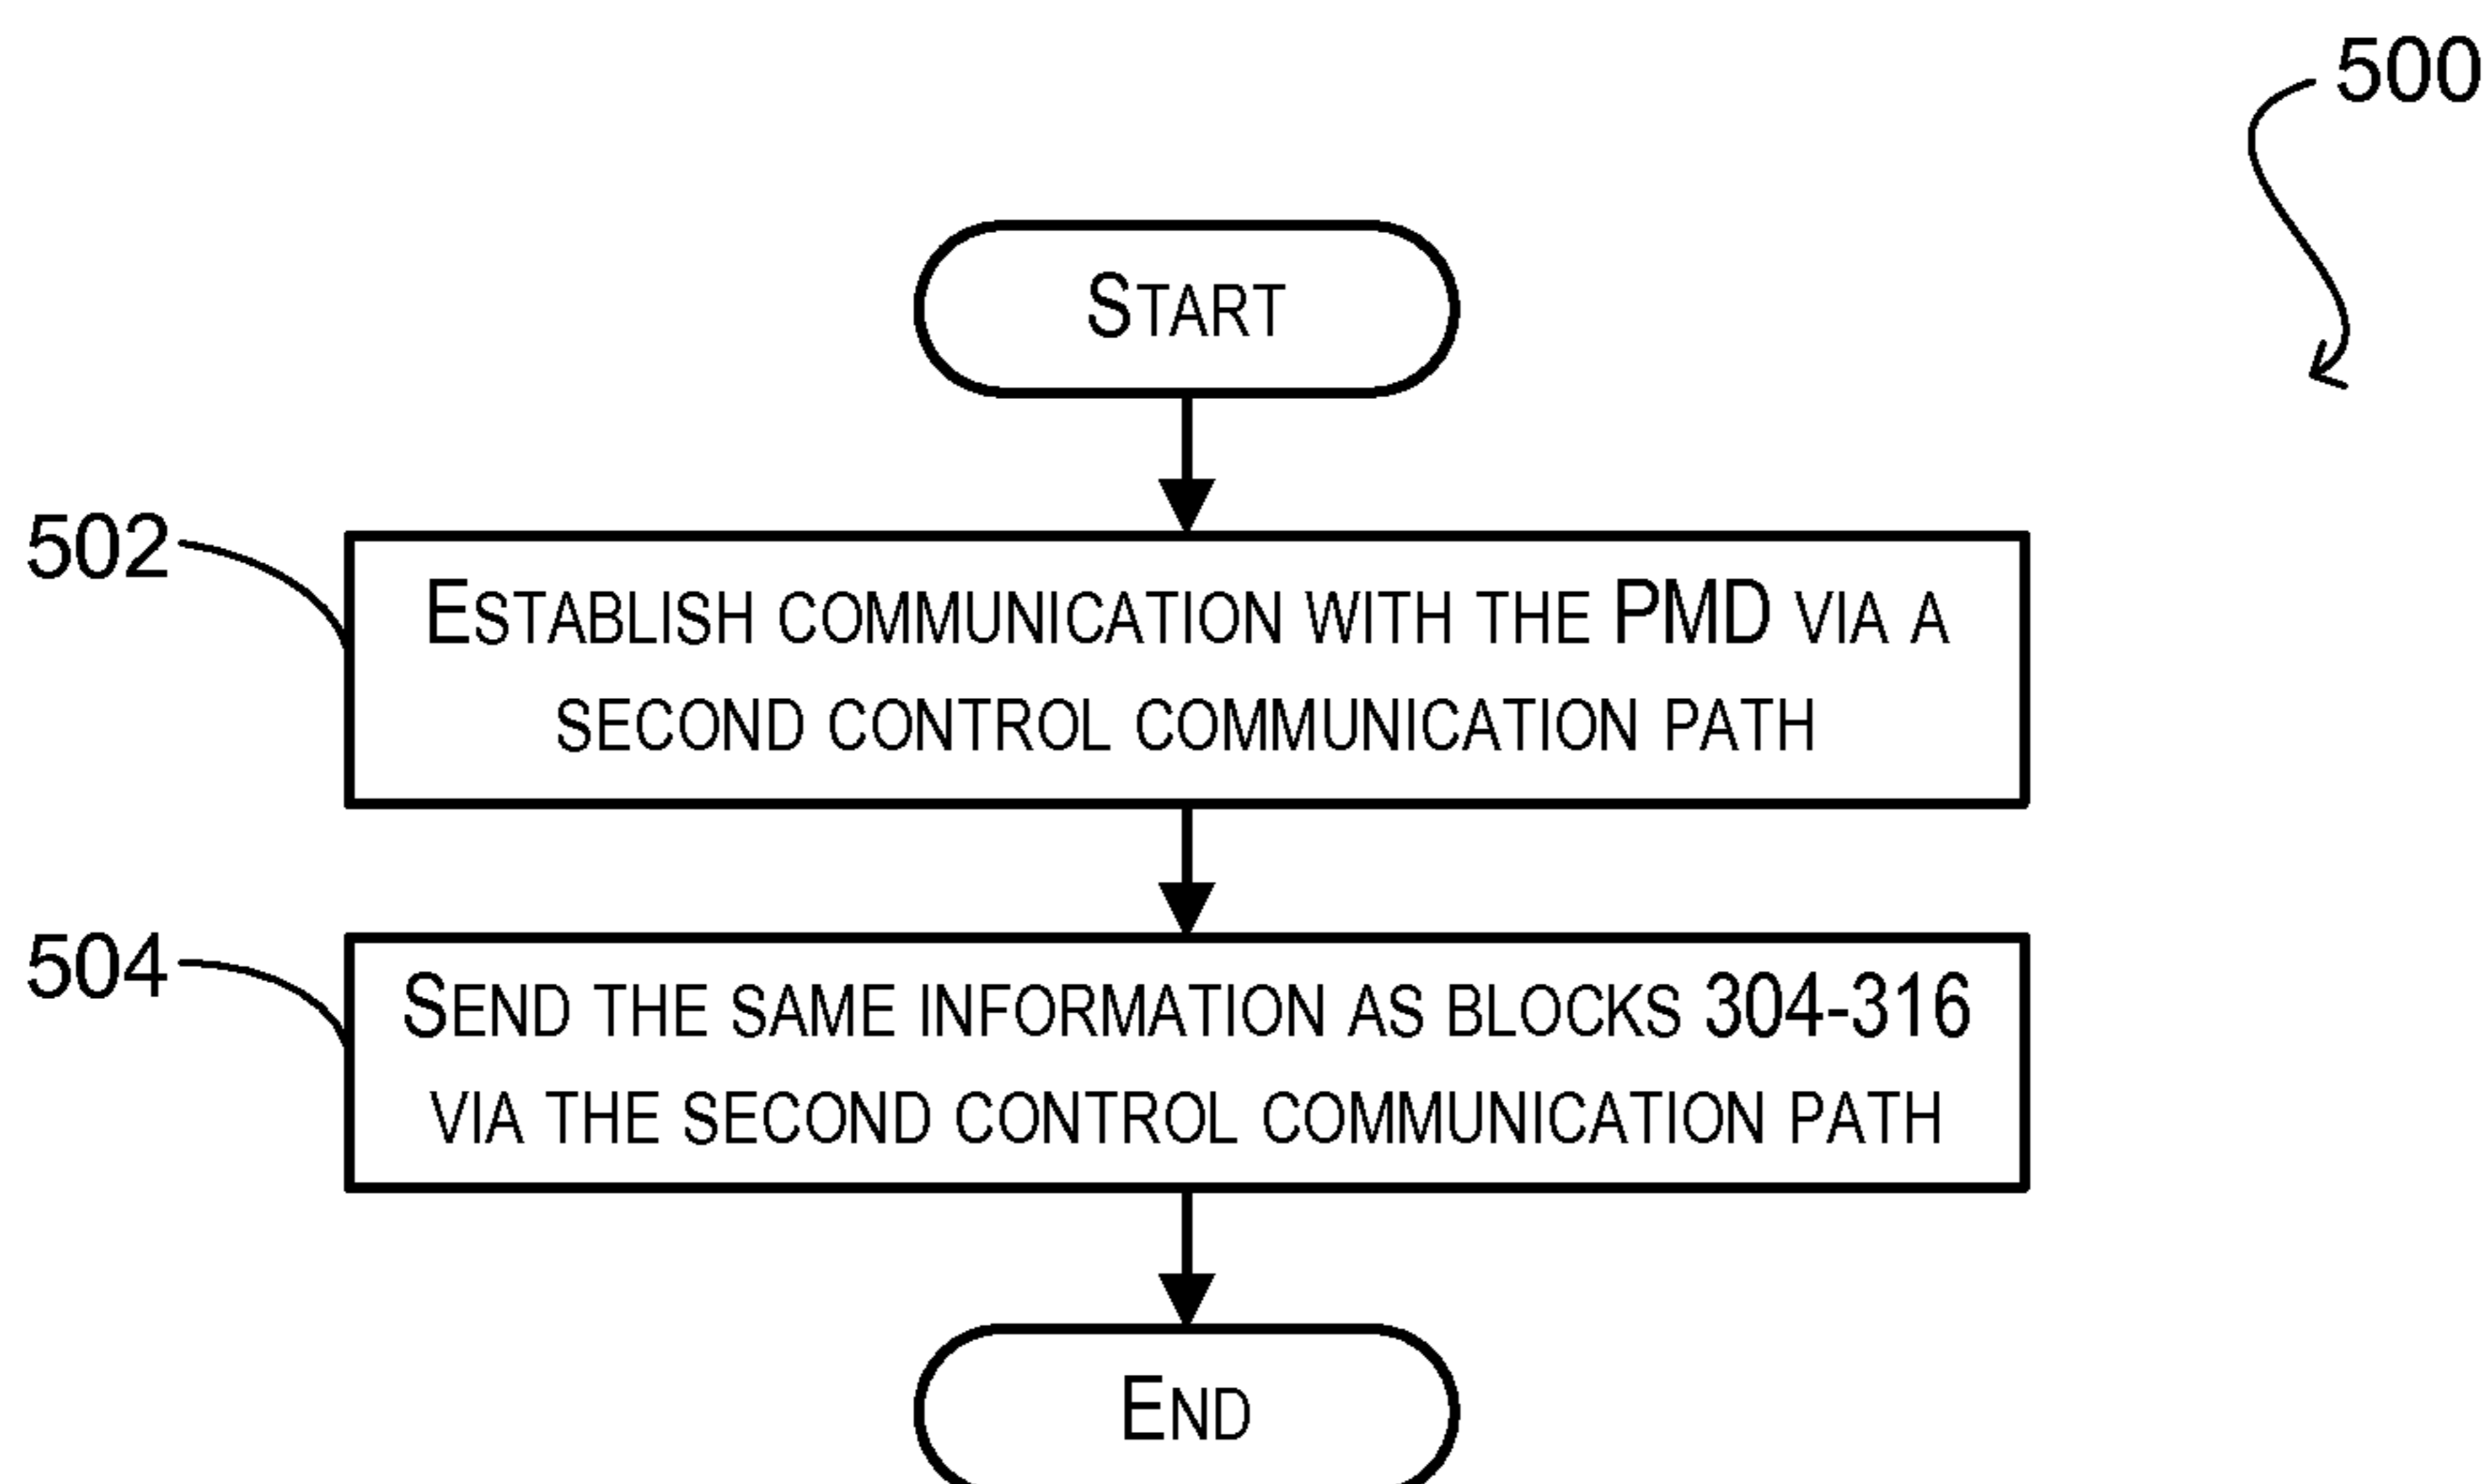 500
START
502
ESTABLISH COMMUNICATION WITH THE PMD VIA A
SECOND CONTROL COMMUNICATION PATH
504
SEND THE SAME INFORMATION AS BLOCKS 304-316
VIA THE SECOND CONTROL COMMUNICATION PATH
END